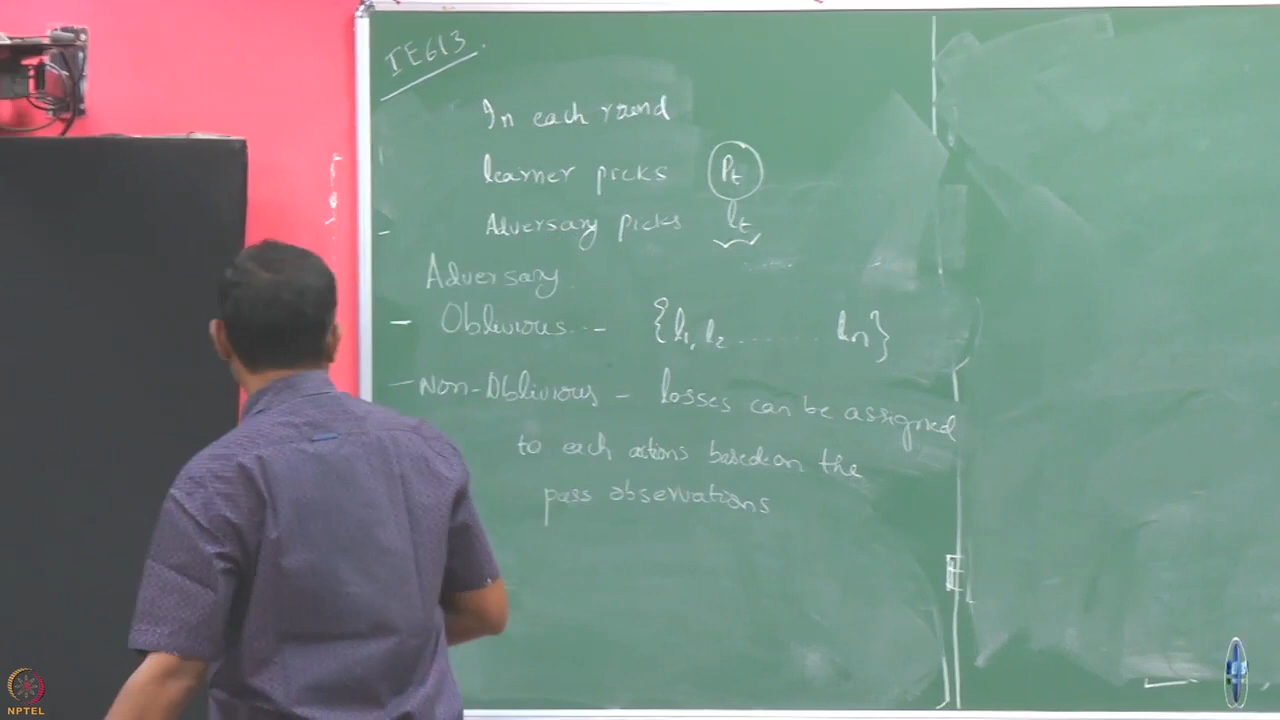 IE613.
In each round
learner picks Pt
Adversary picks lt
Adversary
- Oblivious - {l1, l2 ....... ln}
- Non-Oblivious - losses can be assigned
to each actions based on the
pass observations
NPTEL